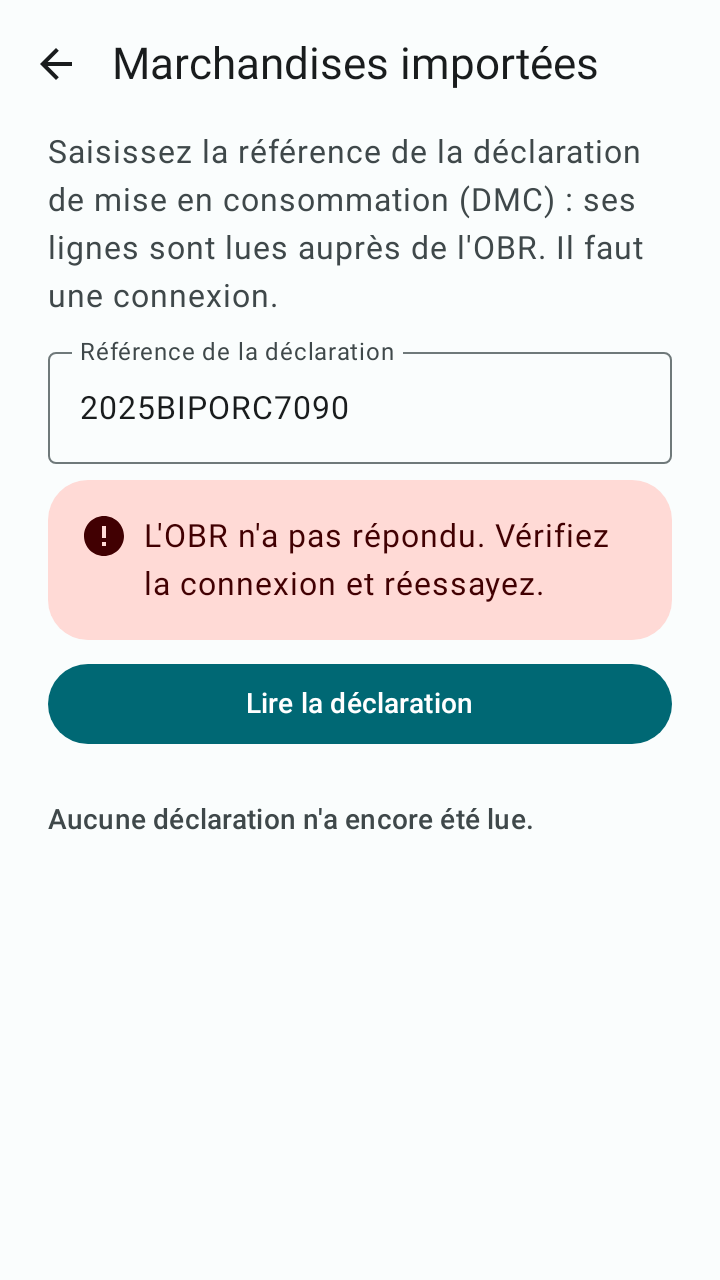 Marchandises importées
Saisissez la référence de la déclaration
de mise en consommation (DMC) : ses
lignes sont lues auprès de l'OBR. Il faut
une connexion.
Référence de la déclaration
2025BIPORC7090
L'OBR n'a pas répondu. Vérifiez
la connexion et réessayez.
Lire la déclaration
Aucune déclaration n'a encore été lue.